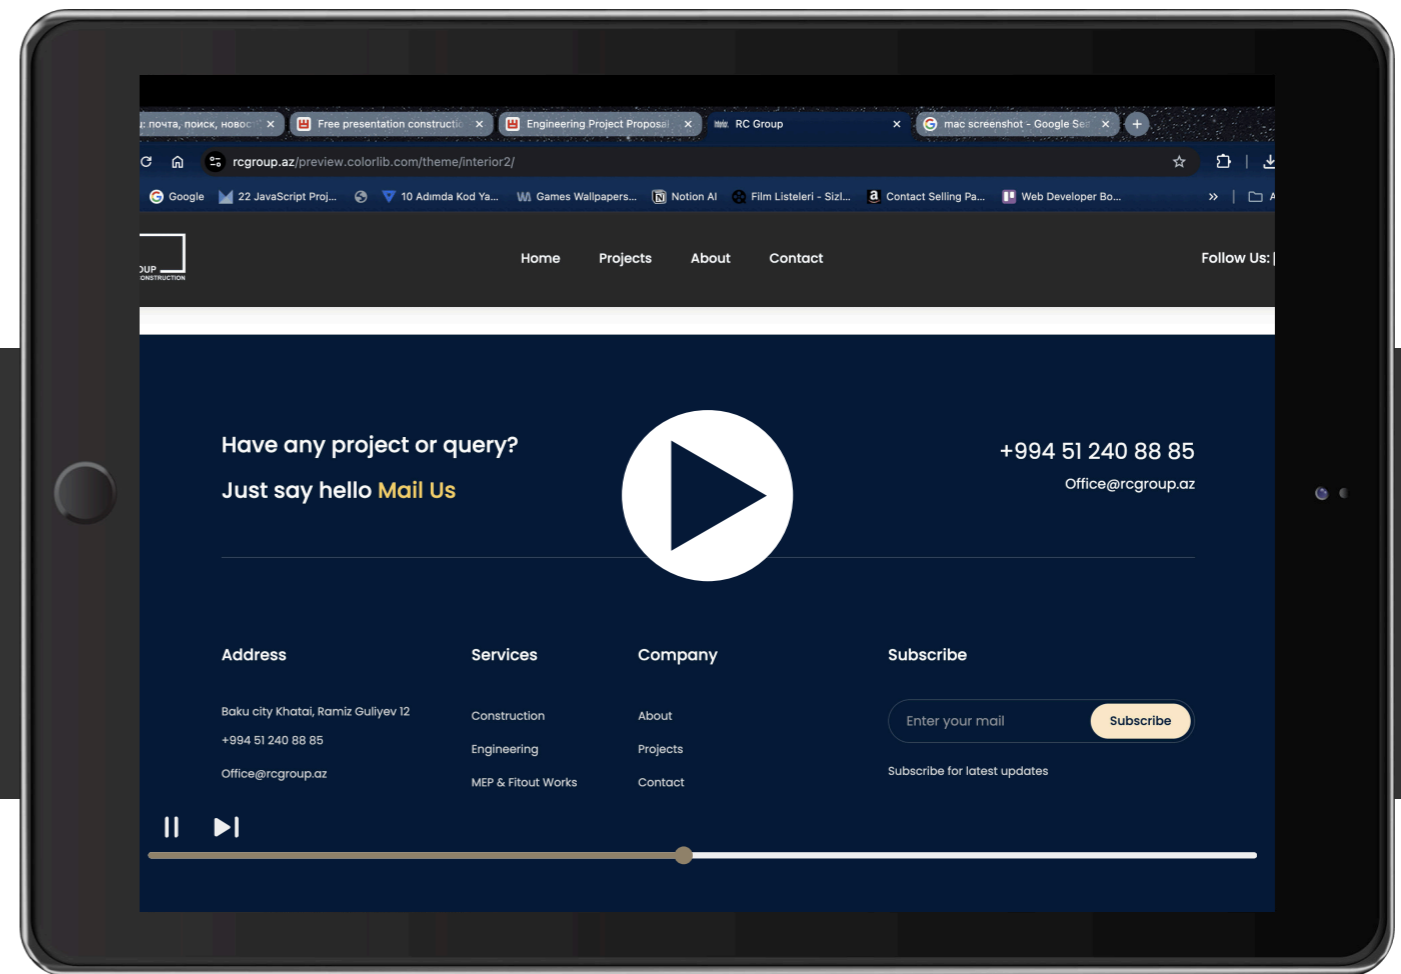 u: почта, поиск, новос
Free presentation constructic
Engineering Project Proposal
RC Group
mac screenshot - Google Sea
rcgroup.az/preview.colorlib.com/theme/interior2/
Google
22 JavaScript Proj...
10 Adımda Kod Ya...
Games Wallpapers...
Notion AI
Film Listeleri - Sizl...
Contact Selling Pa...
Web Developer Bo...
OUP
CONSTRUCTION
Home
Projects
About
Contact
Follow Us:
Have any project or query?
Just say hello Mail Us
+994 51 240 88 85
Office@rcgroup.az
Address
Baku city Khatai, Ramiz Guliyev 12
+994 51 240 88 85
Office@rcgroup.az
Services
Construction
Engineering
MEP & Fitout Works
Company
About
Projects
Contact
Subscribe
Enter your mail
Subscribe
Subscribe for latest updates